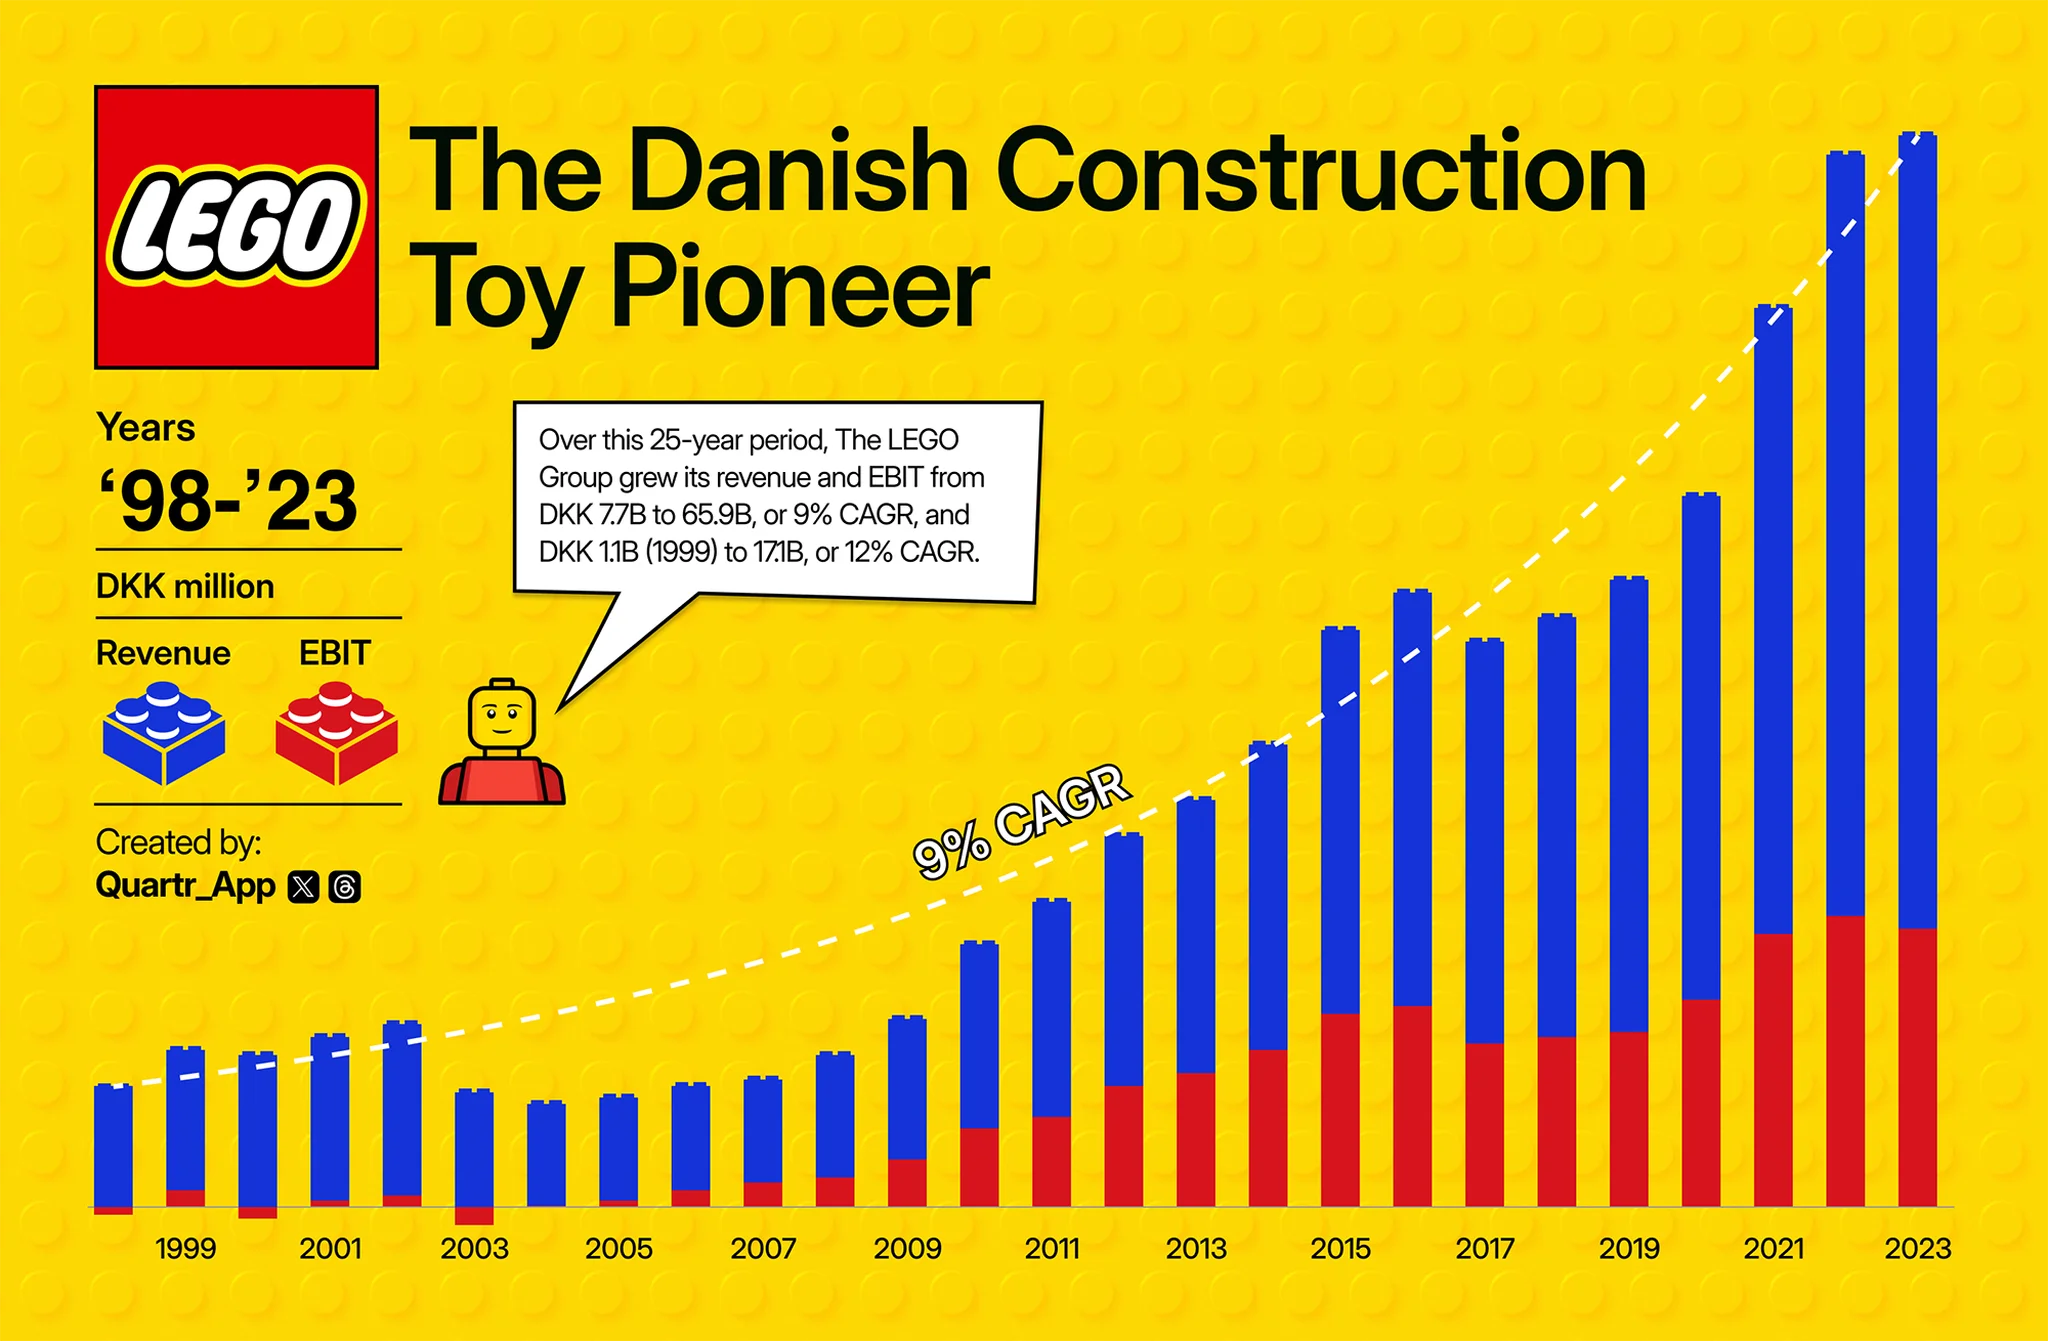 LEGO
The Danish Construction
Toy Pioneer
Years
‘98-’23
DKK million
Revenue
EBIT
Created by:
Quartr_App
Over this 25-year period, The LEGO
Group grew its revenue and EBIT from
DKK 7.7B to 65.9B, or 9% CAGR, and
DKK 1.1B (1999) to 17.1B, or 12% CAGR.
9% CAGR
1999
2001
2003
2005
2007
2009
2011
2013
2015
2017
2019
2021
2023